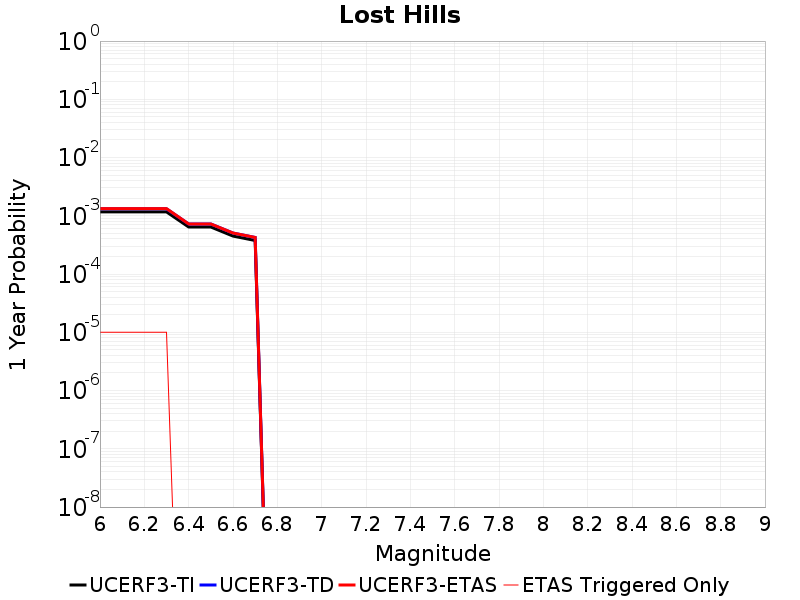 Lost Hills
10^0
10^-1
10^-2
10^-3
10^-4
10^-5
10^-6
10^-7
10^-8
1 Year Probability
6 6.2 6.4 6.6 6.8 7 7.2 7.4 7.6 7.8 8 8.2 8.4 8.6 8.8 9
Magnitude
UCERF3-TI UCERF3-TD UCERF3-ETAS ETAS Triggered Only